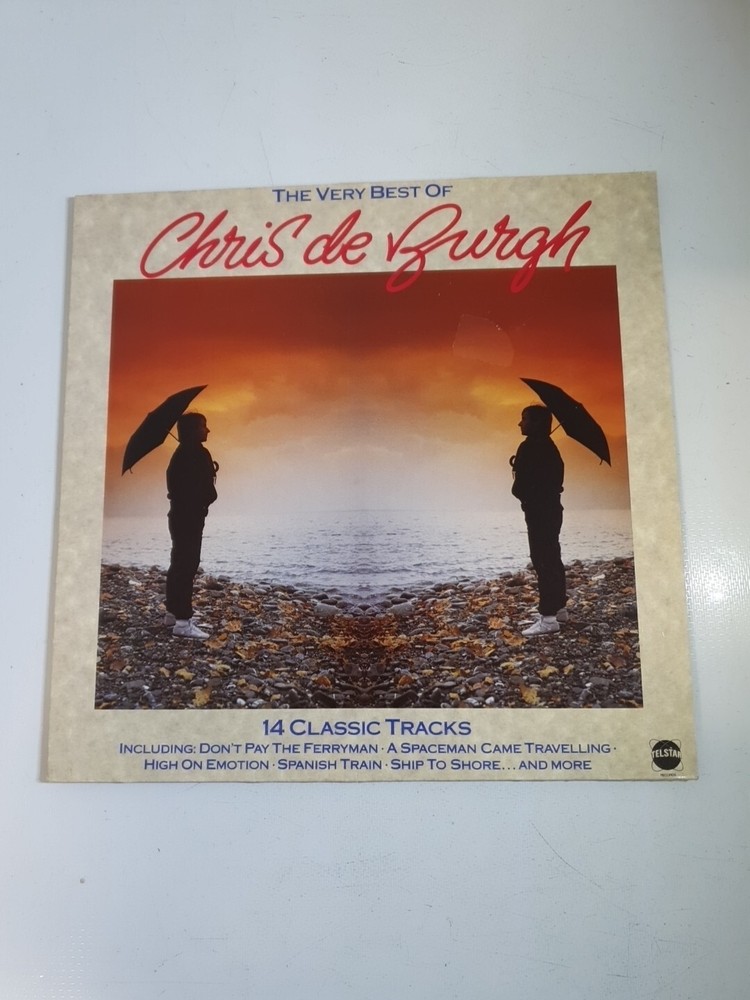 THE VERY BEST OF
Chris de Burgh
14 CLASSIC TRACKS
INCLUDING: DON'T PAY THE FERRYMAN · A SPACEMAN CAME TRAVELLING ·
HIGH ON EMOTION · SPANISH TRAIN · SHIP TO SHORE...AND MORE
TELSTAR